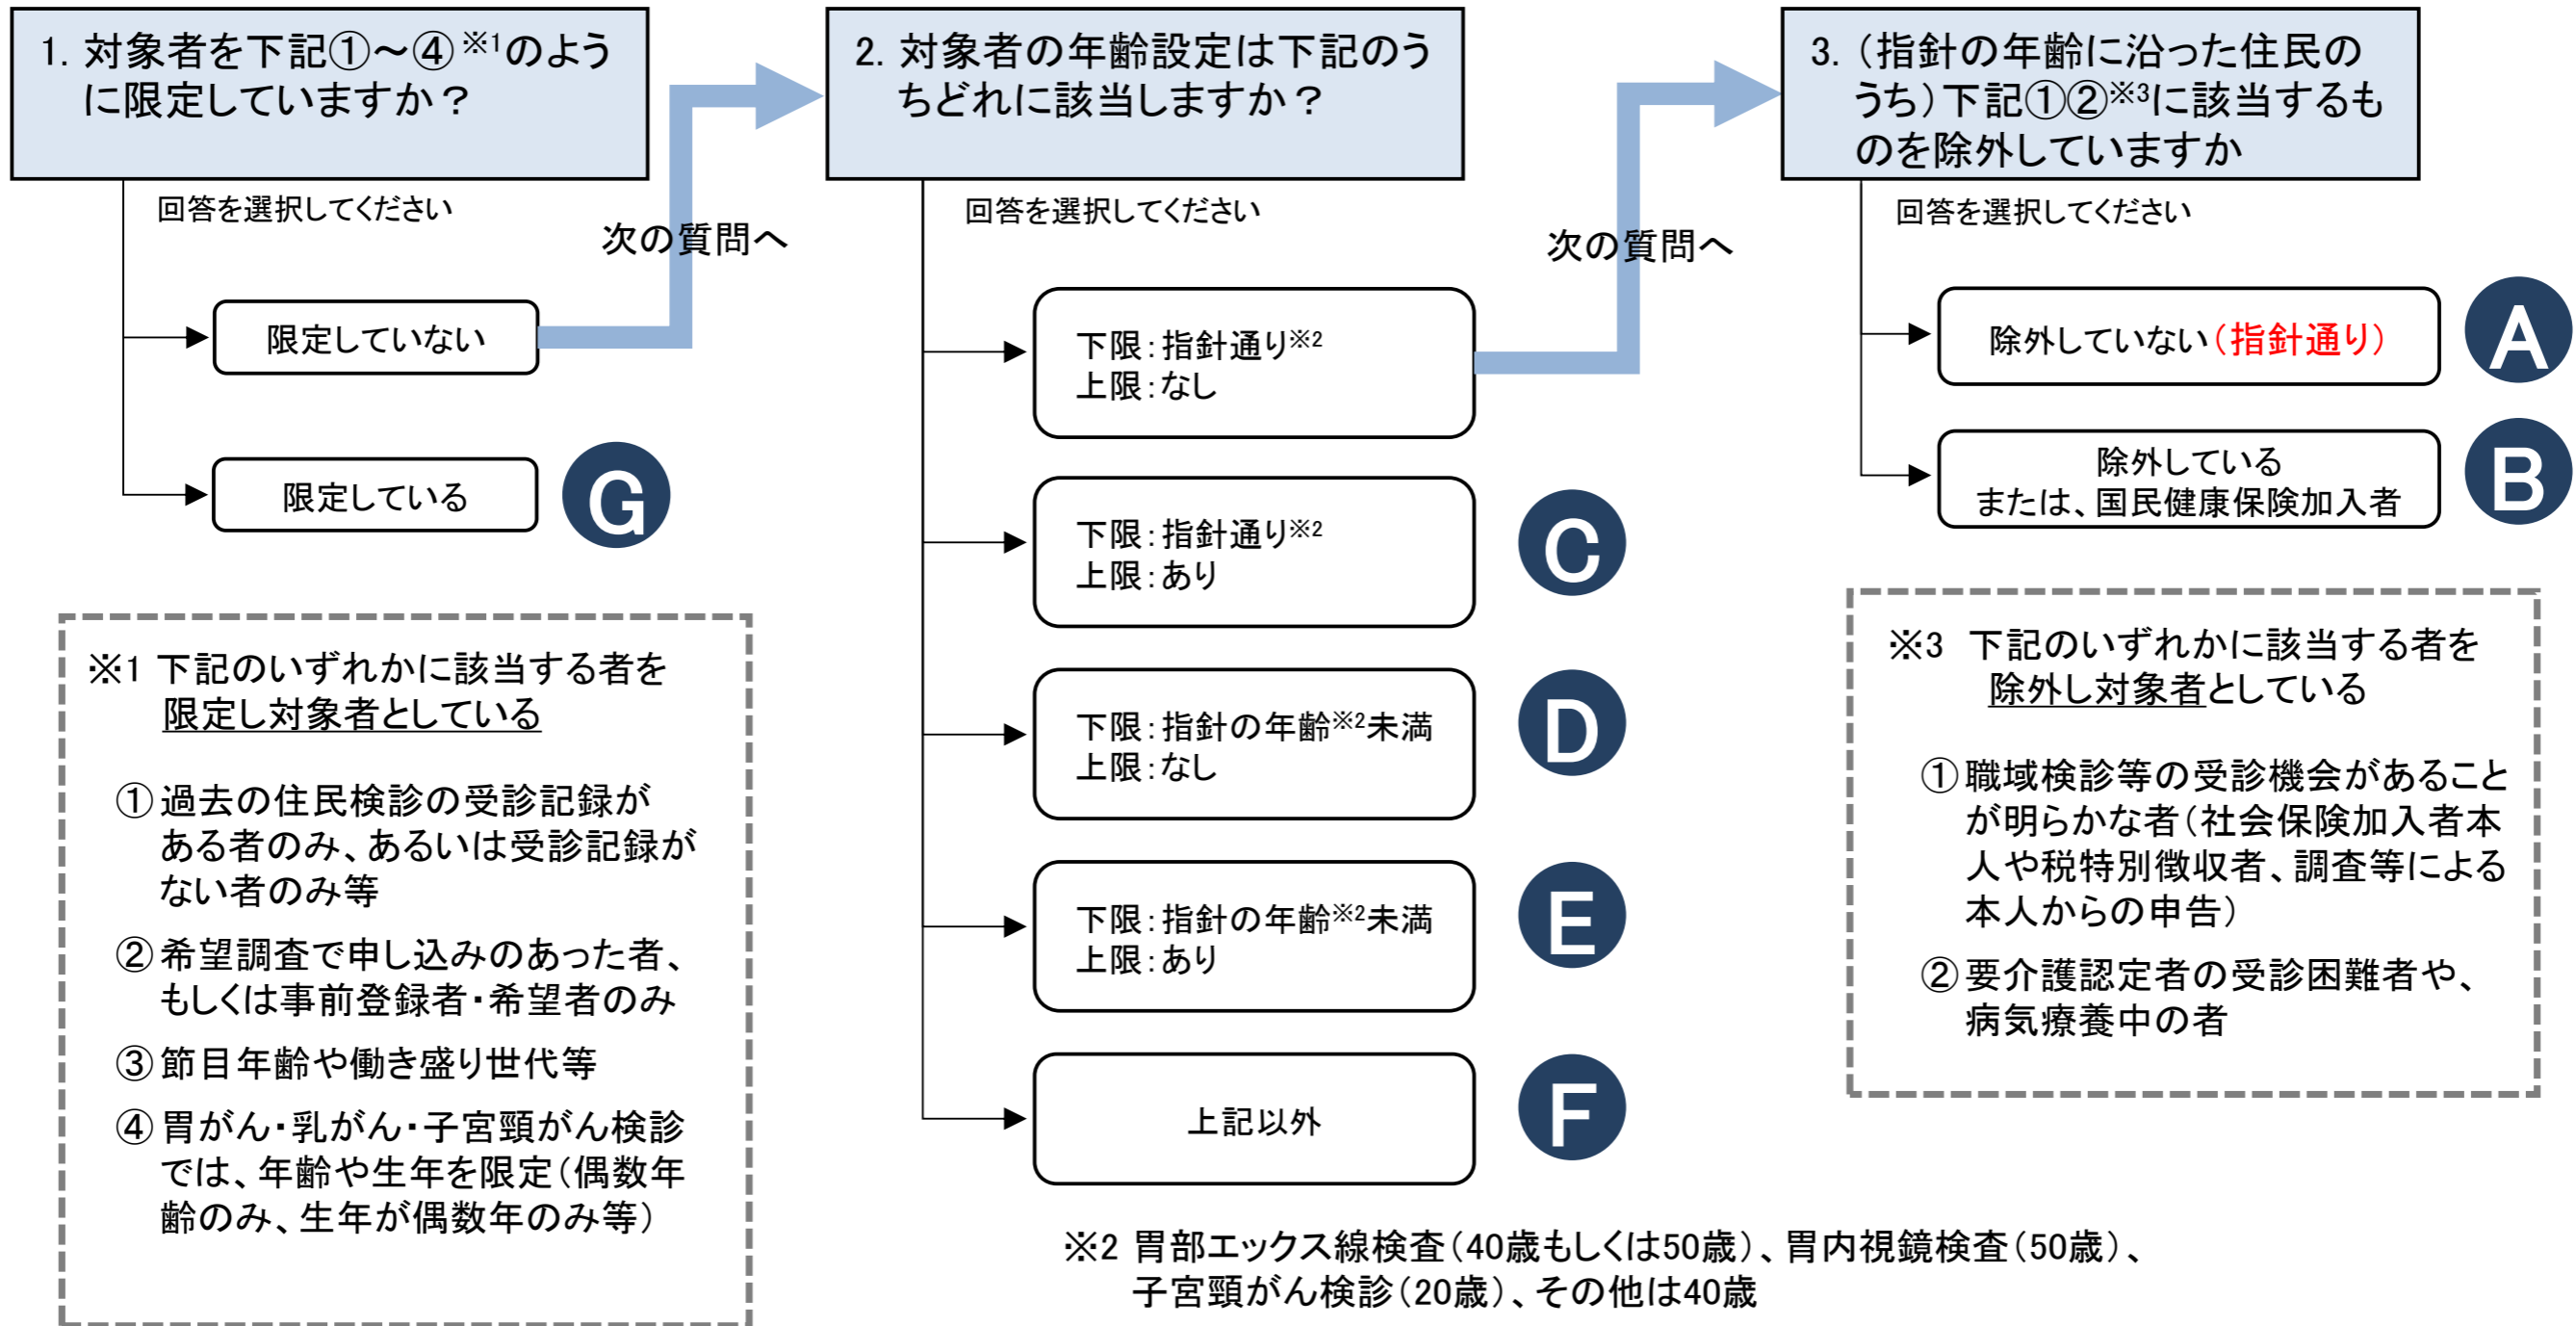 1. 対象者を下記①～④※1のよう
に限定していますか？
回答を選択してください
限定していない
限定している
G
次の質問へ
※1 下記のいずれかに該当する者を
限定し対象者としている
①過去の住民検診の受診記録が
ある者のみ、あるいは受診記録が
ない者のみ等
②希望調査で申し込みのあった者、
もしくは事前登録者・希望者のみ
③節目年齢や働き盛り世代等
④胃がん・乳がん・子宮頸がん検診
では、年齢や生年を限定（偶数年
齢のみ、生年が偶数年のみ等）
2. 対象者の年齢設定は下記のう
ちどれに該当しますか？
回答を選択してください
下限：指針通り※2
上限：なし
下限：指針通り※2
上限：あり
C
下限：指針の年齢※2未満
上限：なし
D
下限：指針の年齢※2未満
上限：あり
E
上記以外
F
次の質問へ
※2 胃部エックス線検査（40歳もしくは50歳）、胃内視鏡検査（50歳）、
子宮頸がん検診（20歳）、その他は40歳
3.（指針の年齢に沿った住民の
うち）下記①②※3に該当するも
のを除外していますか
回答を選択してください
除外していない（指針通り）
A
除外している
または、国民健康保険加入者
B
※3 下記のいずれかに該当する者を
除外し対象者としている
①職域検診等の受診機会があること
が明らかな者（社会保険加入者本
人や税特別徴収者、調査等による
本人からの申告）
②要介護認定者の受診困難者や、
病気療養中の者